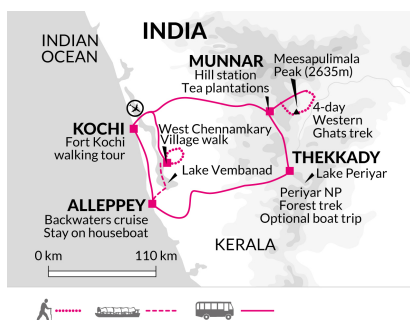 INDIA
INDIAN
OCEAN
MUNNAR
Hill station
Tea plantations
Meesapulimala
Peak (2635m)
4-day
Western
Ghats trek
KOCHI
Fort Kochi
walking tour
West Chennamkary
Village walk
Lake Vembanad
THEKKADY
Lake Periyar
Periyar NP
Forest trek
Optional boat trip
ALLEPPEY
Backwaters cruise
Stay on houseboat
KERALA
0 km
110 km